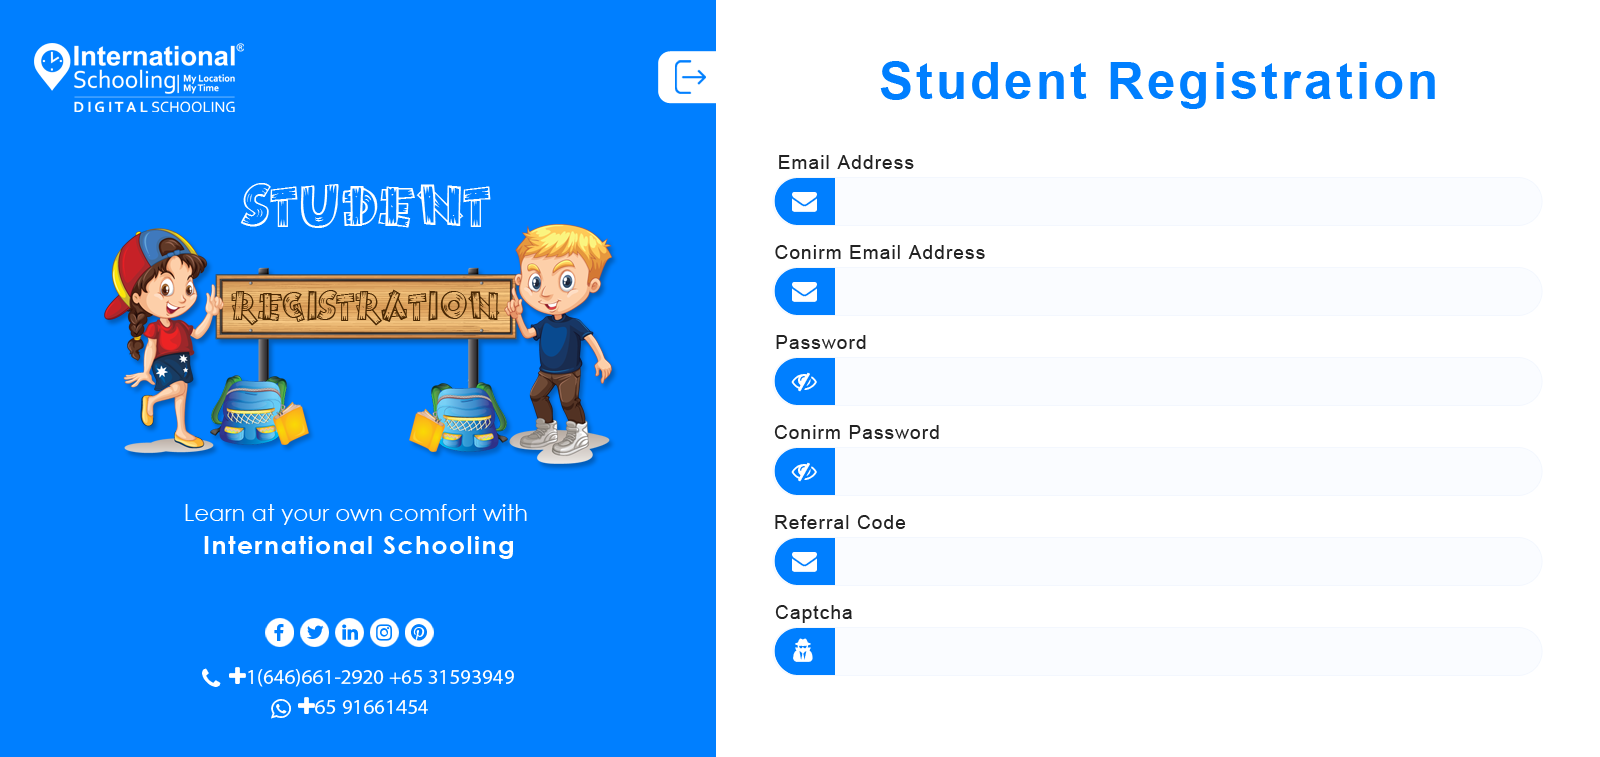 International®
Schooling My Location
My Time
DIGITAL SCHOOLING
STUDENT
REGISTRATION
Learn at your own comfort with
International Schooling
+1(646)661-2920 +65 31593949
+65 91661454
Student Registration
Email Address
Conirm Email Address
Password
Conirm Password
Referral Code
Captcha